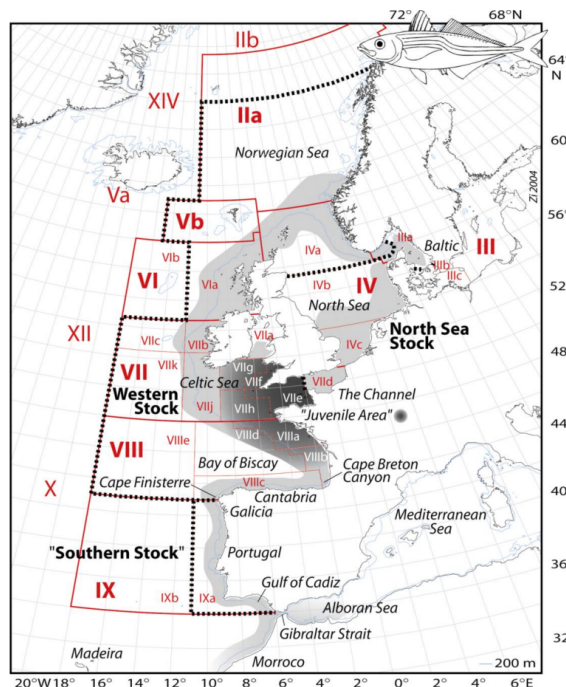 72°
68°N
IIb
64°
N
XIV
IIa
Norwegian Sea
60
Zi 2004
Va
Vb
56°
IIIa
Baltic
III
VIb
IVa
IIIb
IIIc
VI
VIa
IVb
IV
52°
North Sea
XII
VIIc
VIIb
VIIa
IVc
North Sea
Stock
48°
VIIk
VIIg
VII
Celtic Sea
VIIf
VIId
Western
Stock
VIIj
VIIh
VIIe
The Channel
"Juvenile Area"
44°
VIII
VIIIe
VIIId
VIIIa
VIIIb
Bay of Biscay
Cape Breton
Canyon
X
Cape Finisterre
VIIIc
Cantabria
40°
Galicia
Mediterranean
Sea
"Southern Stock"
Portugal
36°
Gulf of Cadiz
IX
IXb
IXa
Alboran Sea
Gibraltar Strait
32
Madeira
Morroco
200 m
20°W 18° 16° 14° 12° 10° 8° 6° 4° 2° 0° 2° 4° 6°E